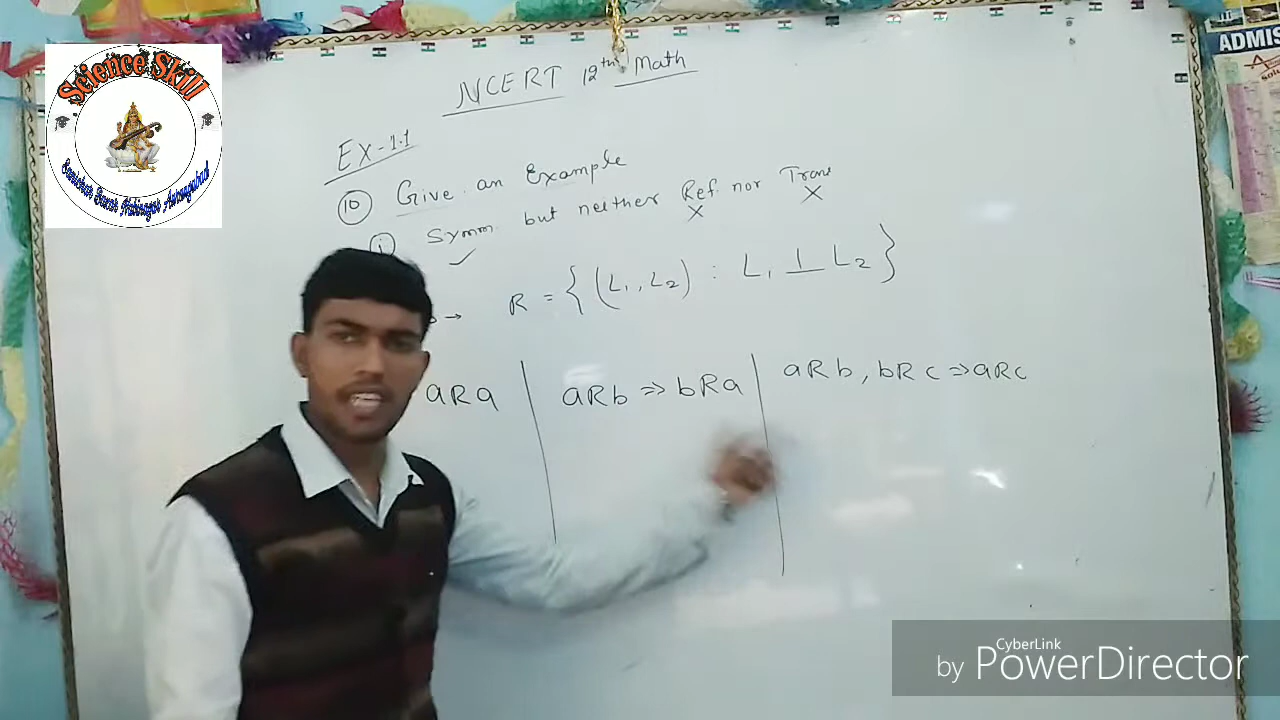 Science Skill
ADMIS
NCERT 12th Math
Ex-1.1
10 Give an Example
i Symm. but neither Ref. nor Trans
R = { (L1, L2) : L1 ⊥ L2 }
aRa
aRb ⇒ bRa
aRb, bRc ⇒ aRc
CyberLink
by PowerDirector